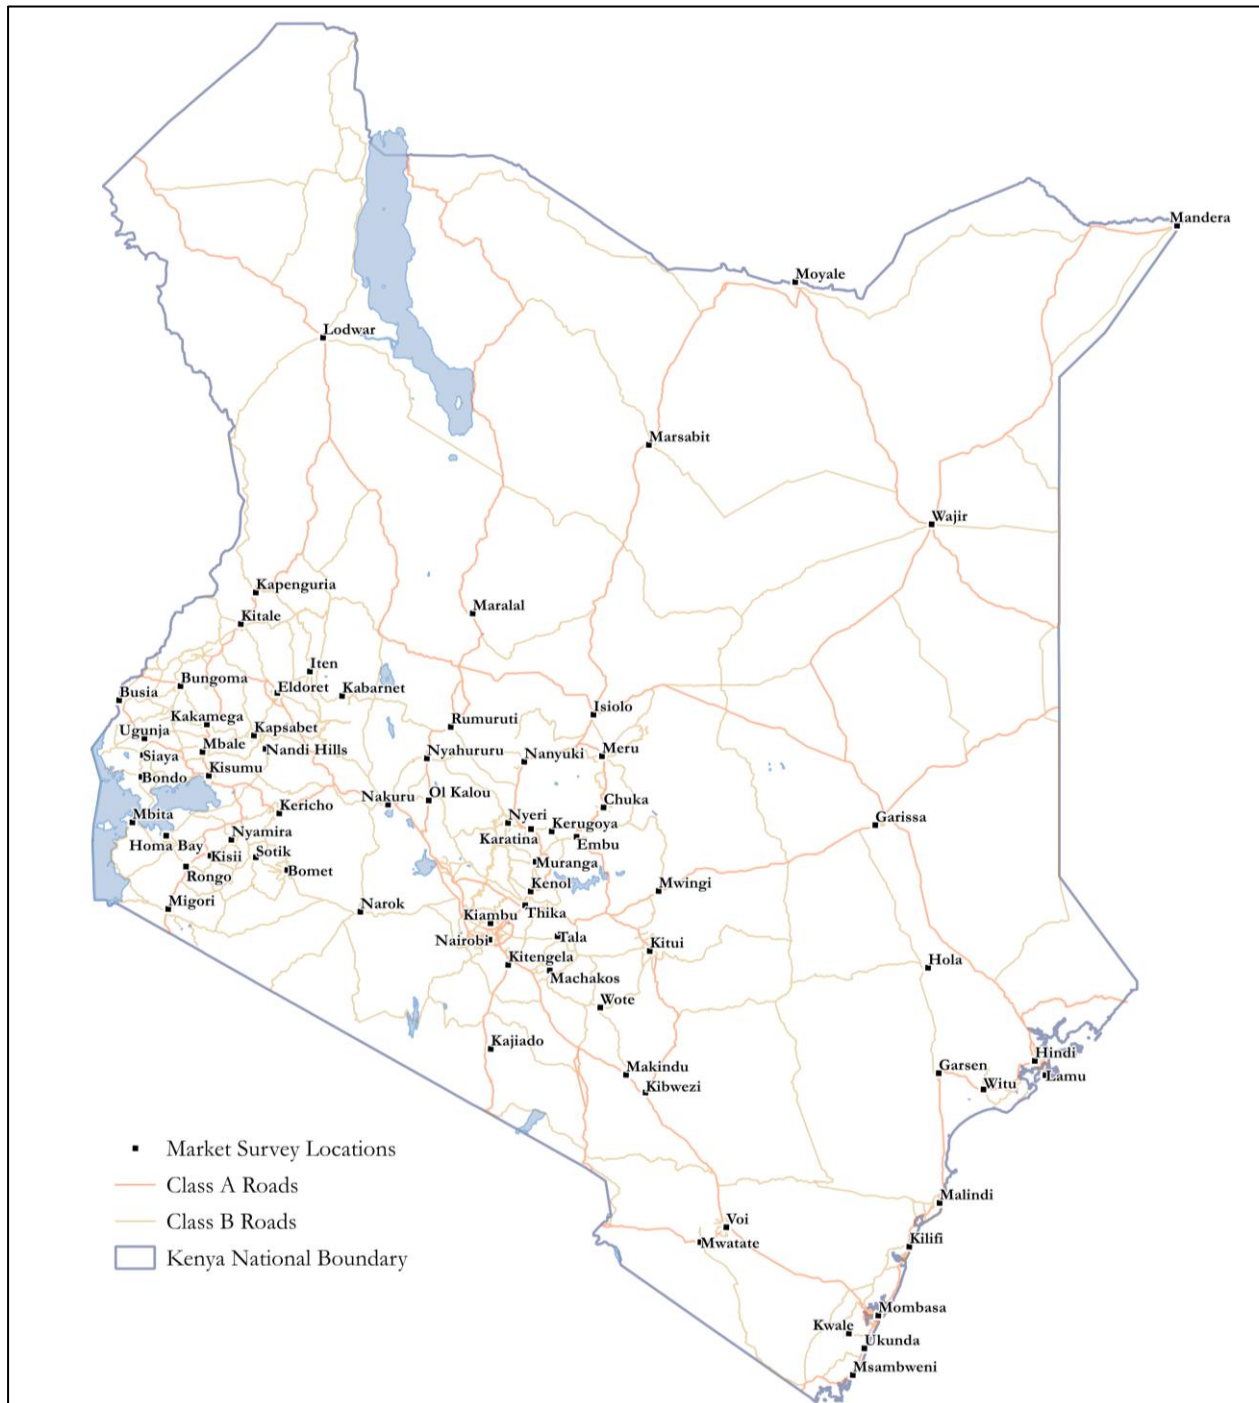 Mandera
Moyale
Lodwar
Marsabit
Wajir
Kapenguria
Maralal
Kitale
Iten
Bungoma
Eldoret
Kabarnet
Busia
Isiolo
Kakamega
Rumuruti
Ugunja
Kapsabet
Mbale
Nandi Hills
Nyahururu
Nanyuki
Meru
Siaya
Kisumu
Bondo
Ol Kalou
Nakuru
Chuka
Kericho
Mbita
Nyeri
Kerugoya
Garissa
Nyamira
Homa Bay
Karatina
Embu
Kisii
Sotik
Muranga
Rongo
Bomet
Kenol
Mwingi
Migori
Narok
Thika
Kiambu
Nairobi
Tala
Kitui
Kitengela
Hola
Machakos
Wote
Kajiado
Hindi
Makindu
Garsen
Lamu
Kibwezi
Witu
Market Survey Locations
Class A Roads
Class B Roads
Kenya National Boundary
Malindi
Voi
Kilifi
Mwatate
Mombasa
Kwale
Ukunda
Msambweni